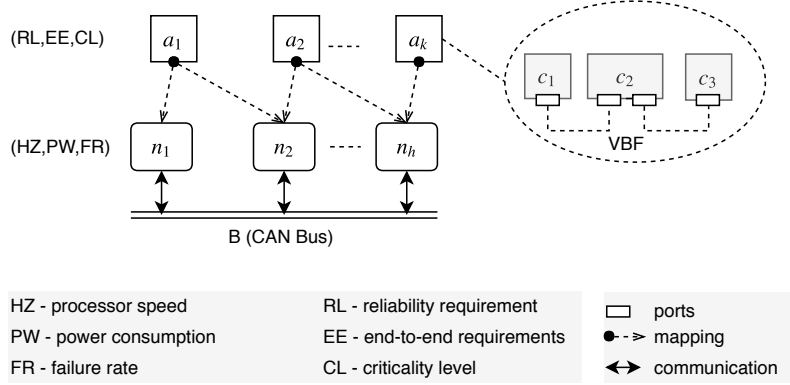 (RL,EE,CL) a1 a2 ak
c1 c2 c3
VBF
(HZ,PW,FR) n1 n2 nh
B (CAN Bus)
HZ - processor speed RL - reliability requirement ports
PW - power consumption EE - end-to-end requirements mapping
FR - failure rate CL - criticality level communication